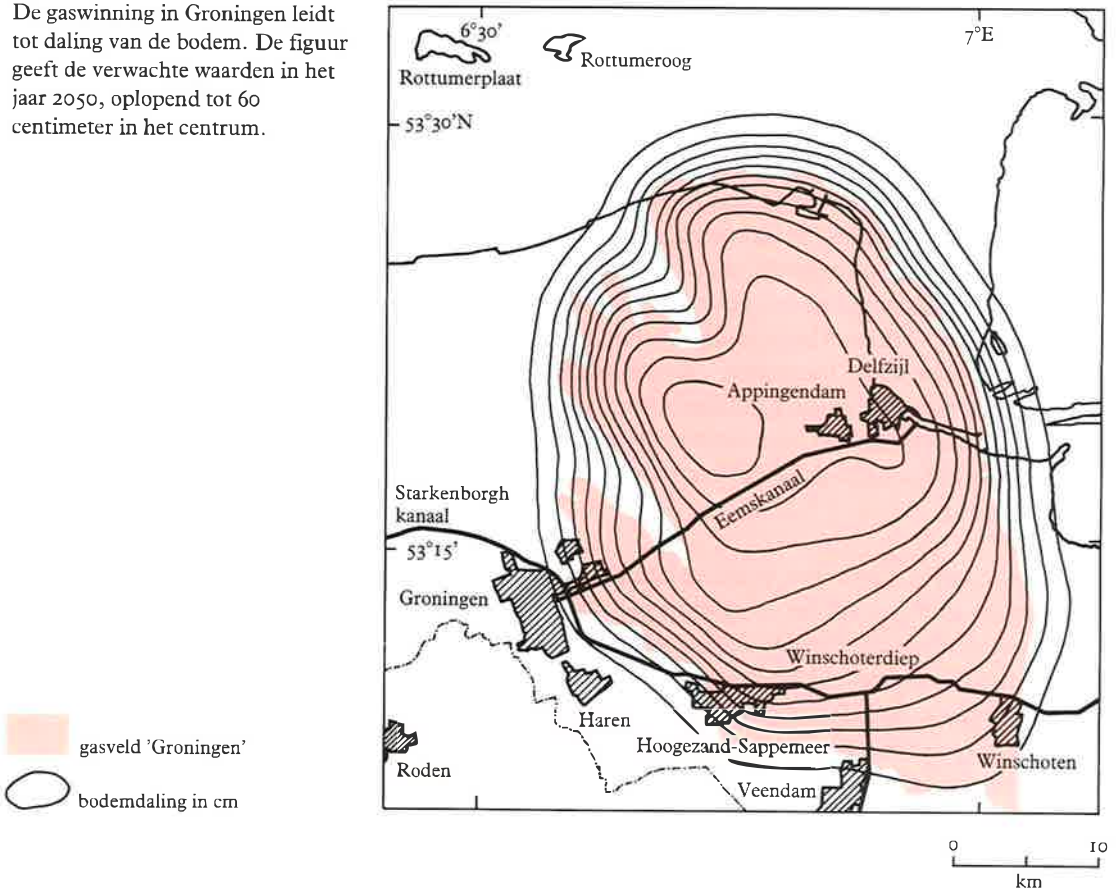 De gaswinning in Groningen leidt
tot daling van de bodem. De figuur
geeft de verwachte waarden in het
jaar 2050, oplopend tot 60
centimeter in het centrum.
6°30'
7°E
Rottumeroog
Rottumerplaat
53°30'N
Delfzijl
Appingendam
Eemskanaal
Starkenborgh
kanaal
53°15'
Groningen
Winschoterdiep
Haren
Hoogezand-Sappemeer
Winschoten
Roden
Veendam
gasveld 'Groningen'
bodemdaling in cm
0 10
km